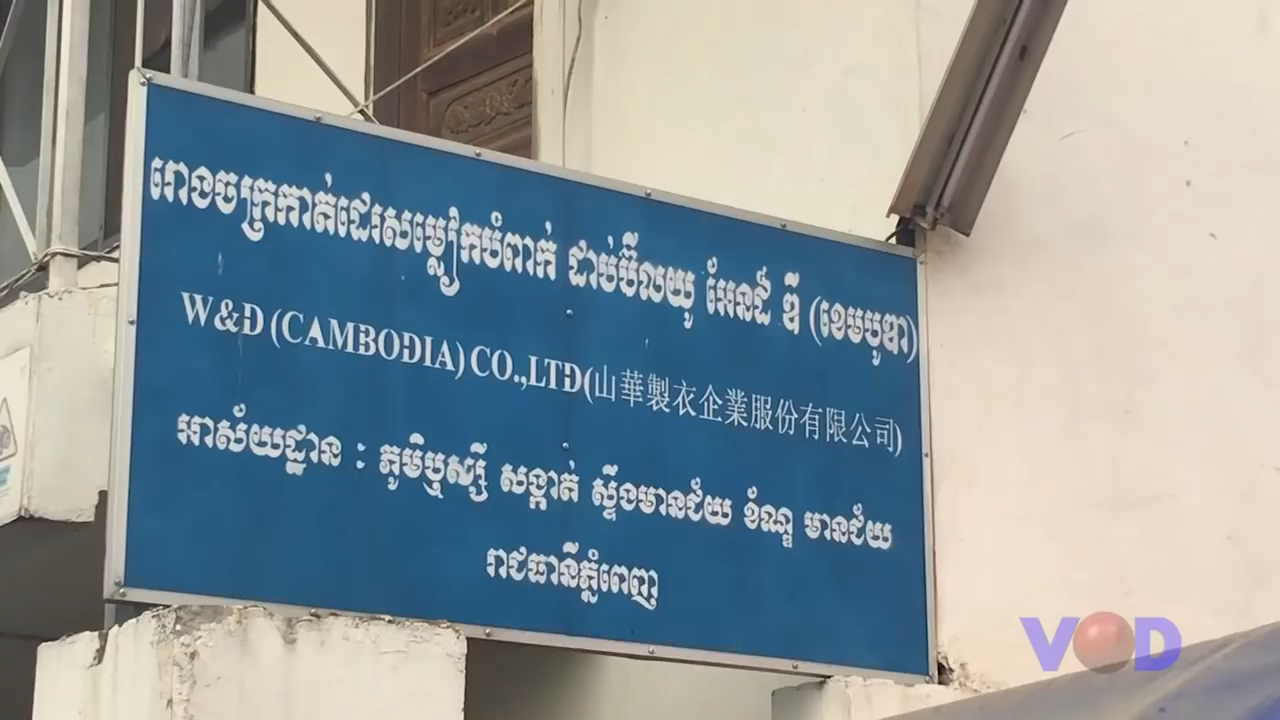 រោងចក្រកាត់ដេរសម្លៀកបំពាក់ ដាប់ប៊ីលយូ អែនដ៏ ឌី (ខេមបូឌា)
W&D (CAMBODIA) CO.,LTD(山華製衣企業服份有限公司)
អាស័យដ្ឋាន : ភូមិឬស្សី សង្កាត់ ស្ទឹងមានជ័យ ខ័ណ្ឌ មានជ័យ
រាជធានីភ្នំពេញ
VOD